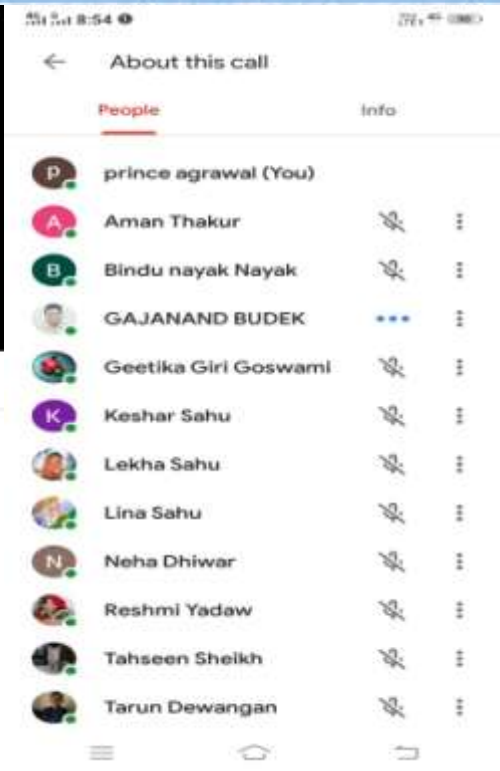 8:54
About this call
People Info
P prince agrawal (You)
A Aman Thakur
B Bindu nayak Nayak
GAJANAND BUDEK
Geetika Giri Goswami
K Keshar Sahu
Lekha Sahu
Lina Sahu
N Neha Dhiwar
Reshmi Yadaw
Tahseen Sheikh
Tarun Dewangan